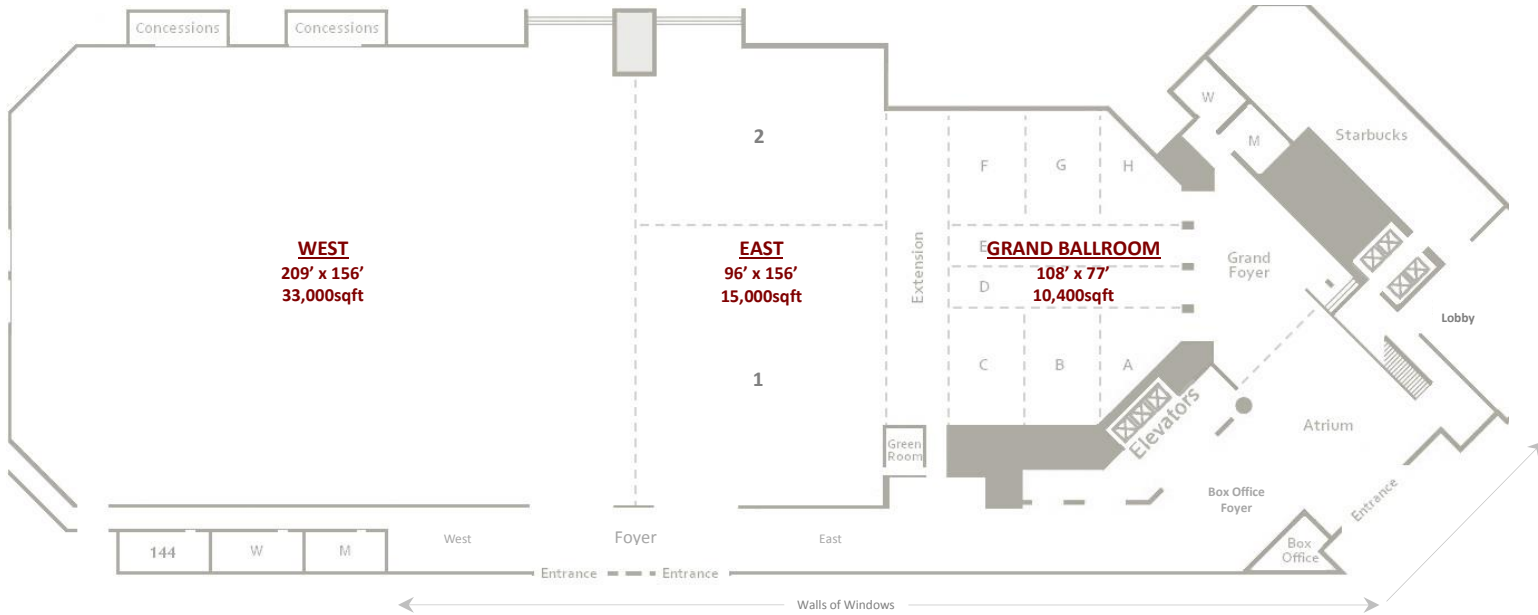 Concessions
Concessions
W
M
Starbucks
2
F
G
H
WEST
209’ x 156’
33,000sqft
EAST
96’ x 156’
15,000sqft
Extension
E
GRAND BALLROOM
108’ x 77’
10,400sqft
D
Grand
Foyer
Lobby
1
C
B
A
Elevators
Atrium
Green
Room
Box Office
Foyer
Entrance
144
W
M
West
Foyer
East
Box
Office
Entrance
Entrance
Walls of Windows